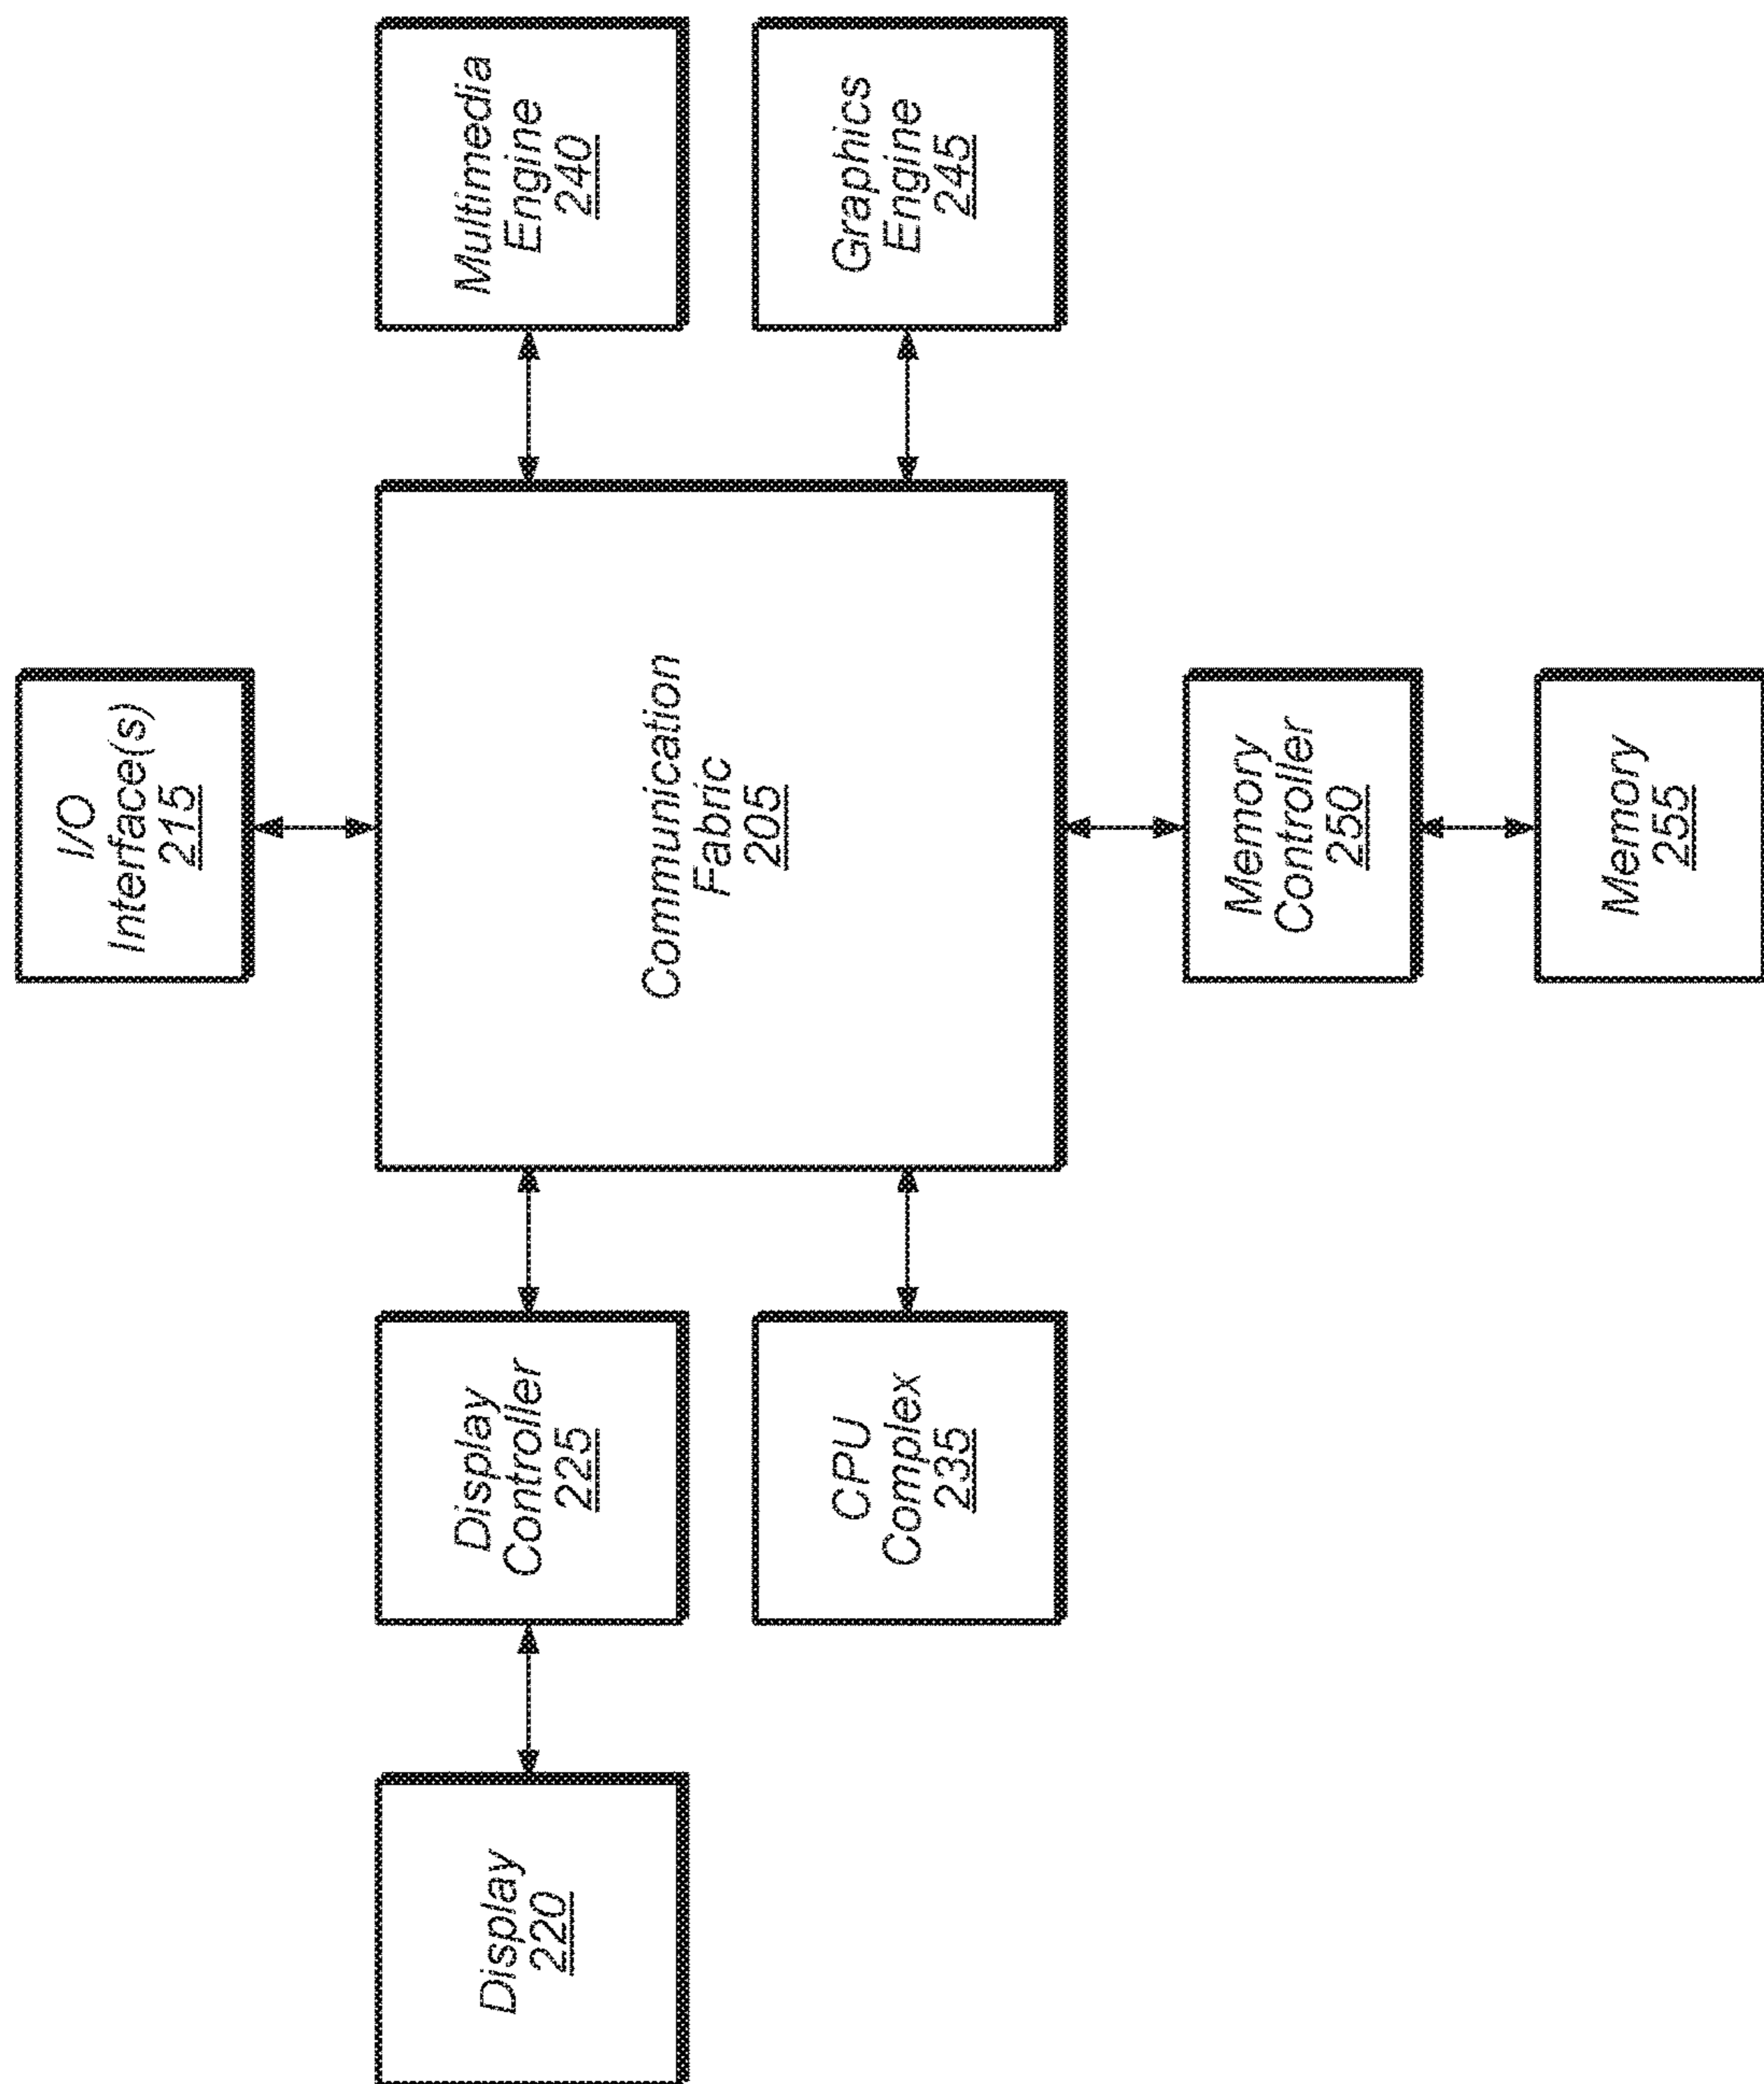 I/O
Interface(s)
215
Display
220
Display
Controller
225
Multimedia
Engine
240
Communication
Fabric
205
CPU
Complex
235
Graphics
Engine
245
Memory
Controller
250
Memory
255